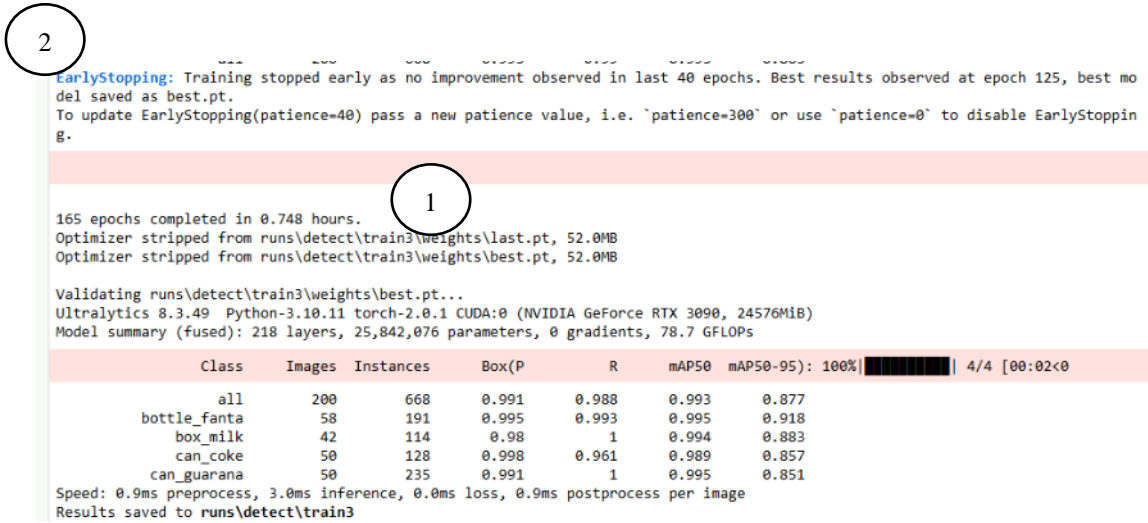 2
EarlyStopping: Training stopped early as no improvement observed in last 40 epochs. Best results observed at epoch 125, best mo
del saved as best.pt.
To update EarlyStopping(patience=40) pass a new patience value, i.e. `patience=300` or use `patience=0` to disable EarlyStoppin
g.
1
165 epochs completed in 0.748 hours.
Optimizer stripped from runs\detect\train3\weights\last.pt, 52.0MB
Optimizer stripped from runs\detect\train3\weights\best.pt, 52.0MB
Validating runs\detect\train3\weights\best.pt...
Ultralytics 8.3.49 Python-3.10.11 torch-2.0.1 CUDA:0 (NVIDIA GeForce RTX 3090, 24576MiB)
Model summary (fused): 218 layers, 25,842,076 parameters, 0 gradients, 78.7 GFLOPs
Class Images Instances Box(P R mAP50 mAP50-95): 100%|██████████| 4/4 [00:02<0
all 200 668 0.991 0.988 0.993 0.877
bottle_fanta 58 191 0.995 0.993 0.995 0.918
box_milk 42 114 0.98 1 0.994 0.883
can_coke 50 128 0.998 0.961 0.989 0.857
can_guarana 50 235 0.991 1 0.995 0.851
Speed: 0.9ms preprocess, 3.0ms inference, 0.0ms loss, 0.9ms postprocess per image
Results saved to runs\detect\train3